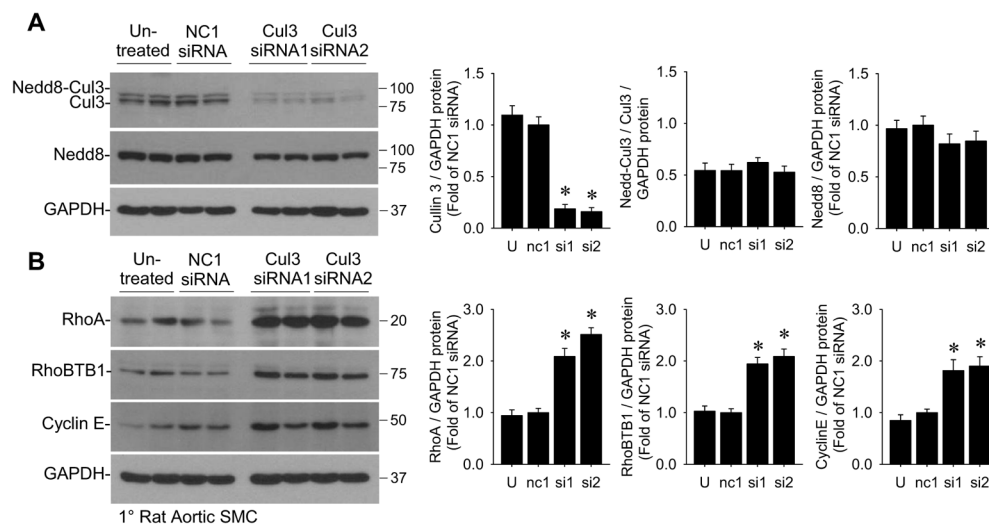 A
Un-
treated
NC1
siRNA
Cul3
siRNA1
Cul3
siRNA2
Nedd8-Cul3-
Cul3-
-100
-75
Nedd8-
-100
-75
GAPDH-
-37
Cullin 3 / GAPDH protein
(Fold of NC1 siRNA)
1.5
1.0
0.5
0.0
* *
U nc1 si1 si2
Nedd-Cul3 / Cul3 /
GAPDH protein
1.5
1.0
0.5
0.0
U nc1 si1 si2
Nedd8 / GAPDH protein
(Fold of NC1 siRNA)
1.5
1.0
0.5
0.0
U nc1 si1 si2
B
Un-
treated
NC1
siRNA
Cul3
siRNA1
Cul3
siRNA2
RhoA-
-20
RhoBTB1-
-75
Cyclin E-
-50
GAPDH-
-37
1° Rat Aortic SMC
RhoA / GAPDH protein
(Fold of NC1 siRNA)
3.0
2.0
1.0
0.0
* *
U nc1 si1 si2
RhoBTB1 / GAPDH protein
(Fold of NC1 siRNA)
3.0
2.0
1.0
0.0
* *
U nc1 si1 si2
CyclinE / GAPDH protein
(Fold of NC1 siRNA)
3.0
2.0
1.0
0.0
* *
U nc1 si1 si2